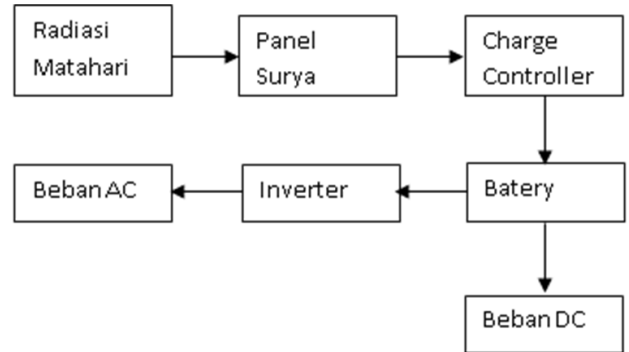 Radiasi
Matahari
Panel
Surya
Charge
Controller
Beban AC
Inverter
Batery
Beban DC